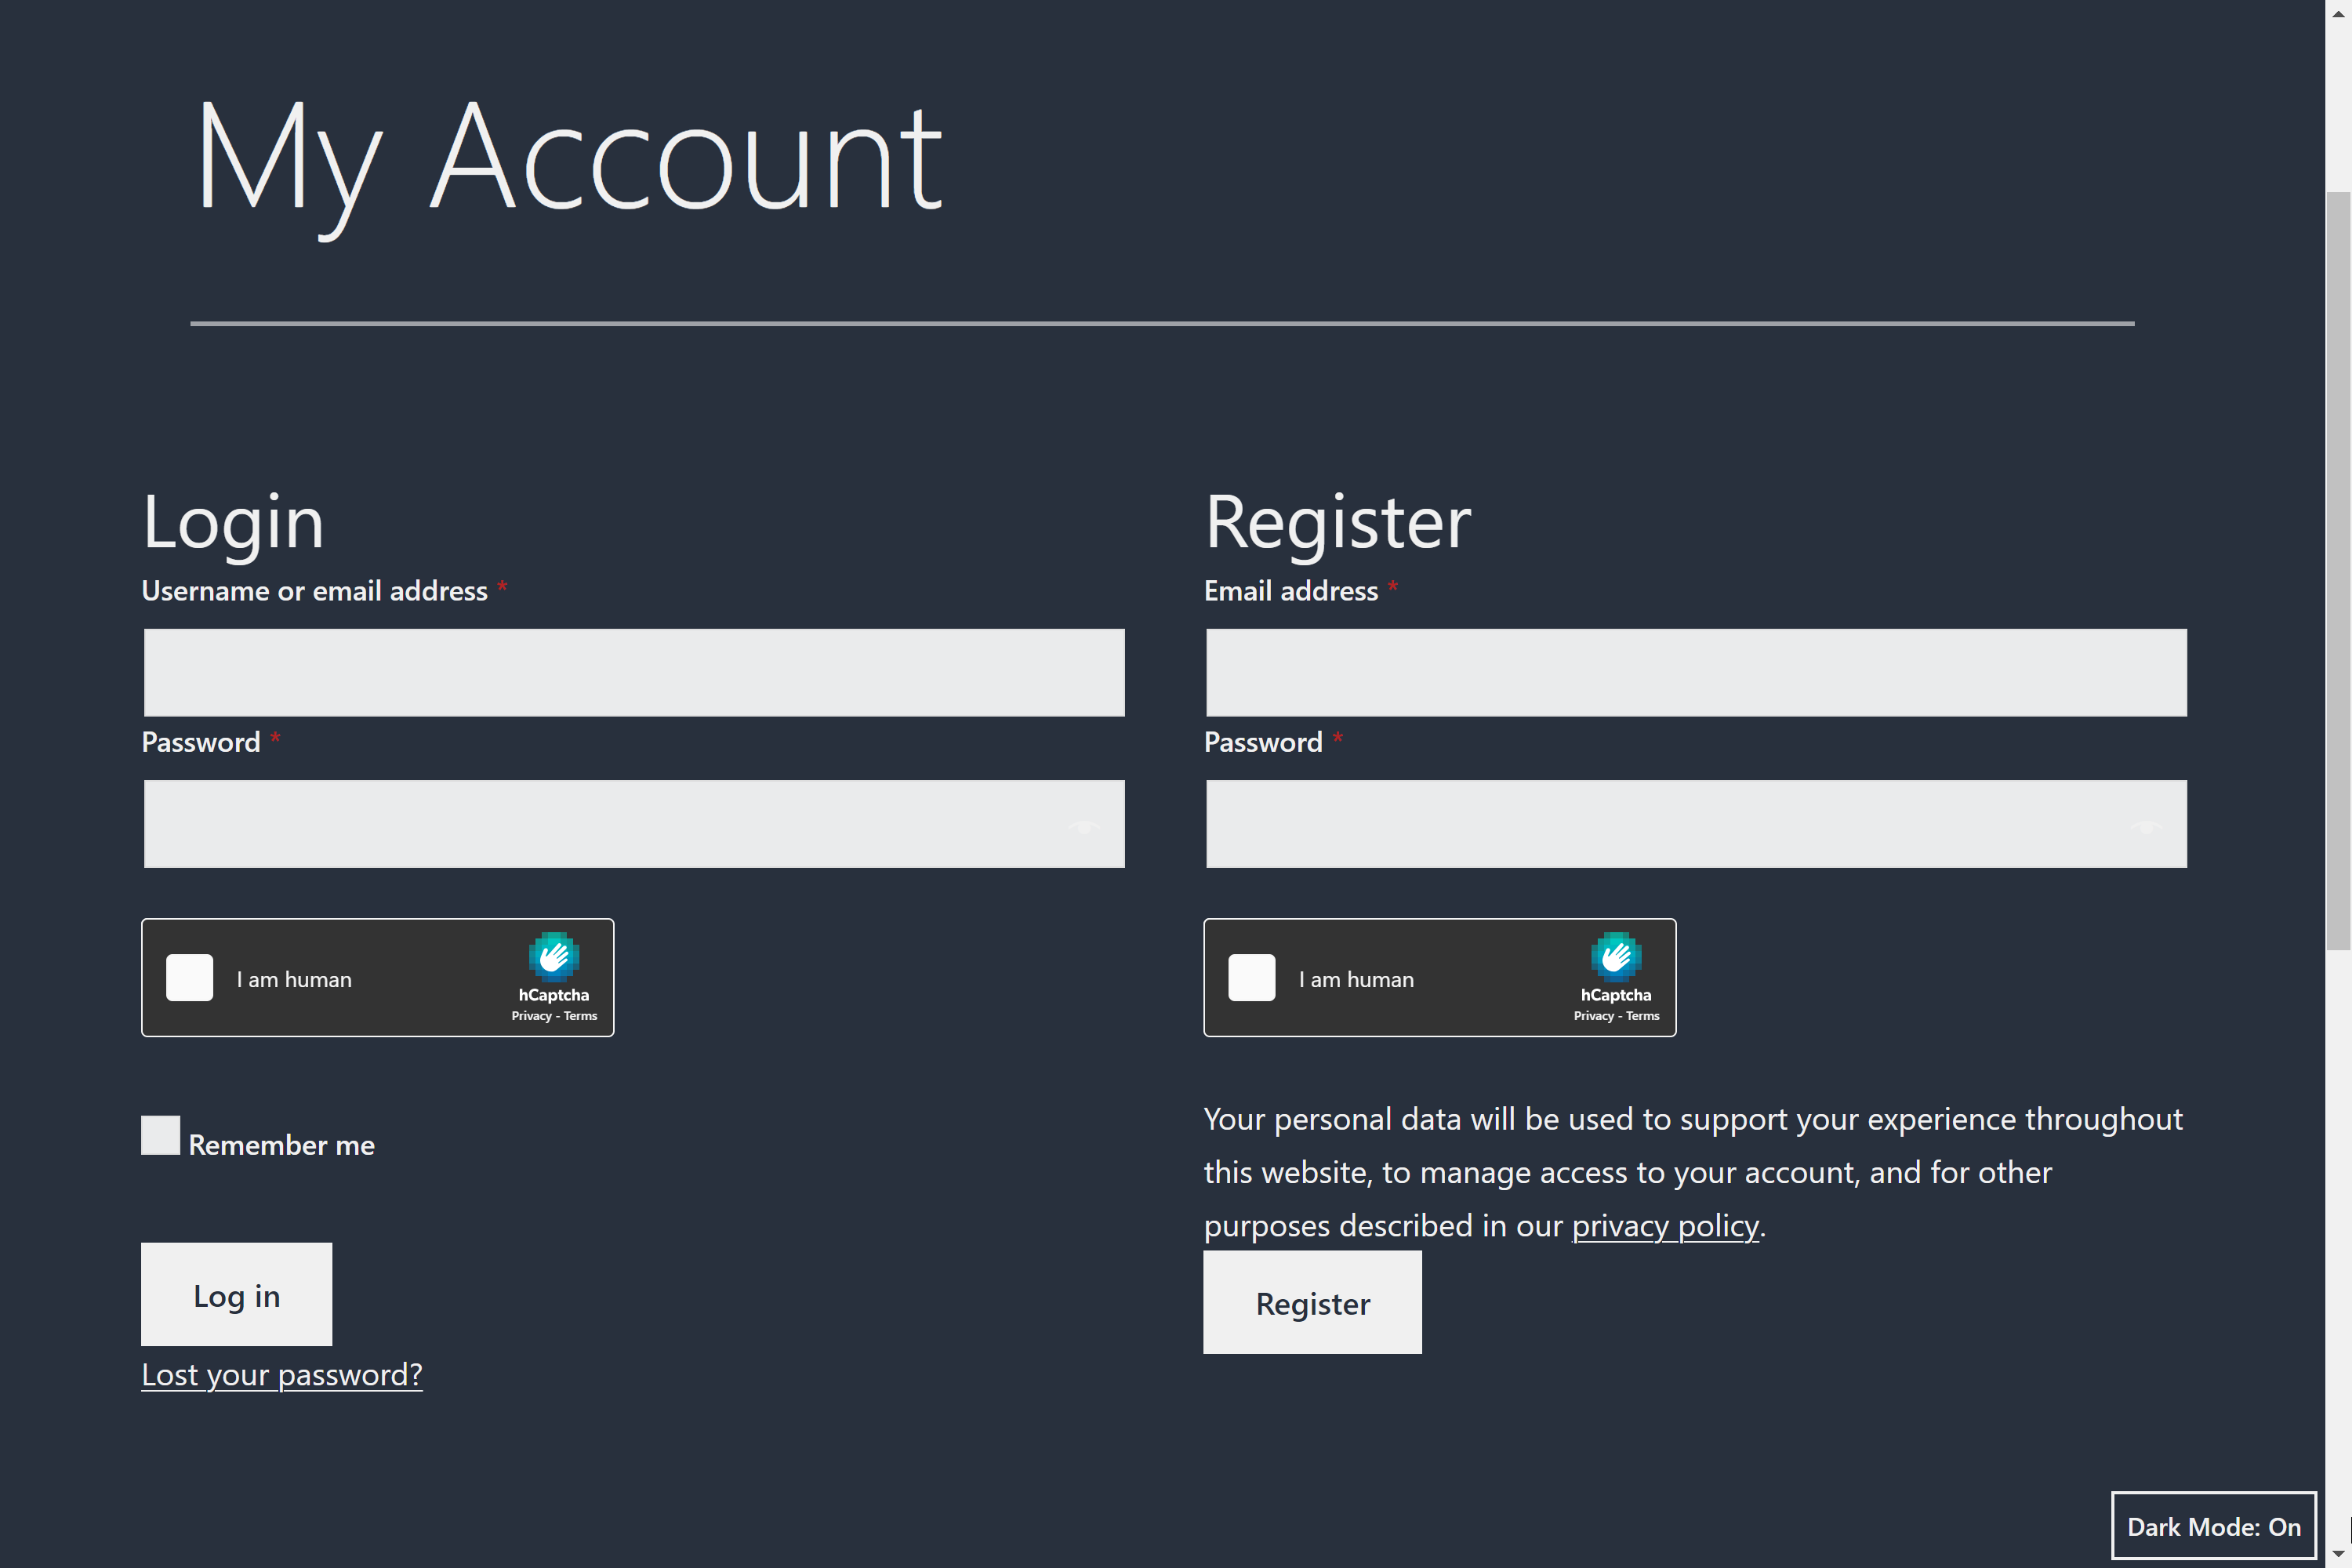 My Account
Login
Username or email address *
Password *
I am human
hCaptcha
Privacy - Terms
Remember me
Log in
Lost your password?
Register
Email address *
Password *
I am human
hCaptcha
Privacy - Terms
Your personal data will be used to support your experience throughout
this website, to manage access to your account, and for other
purposes described in our privacy policy.
Register
Dark Mode: On